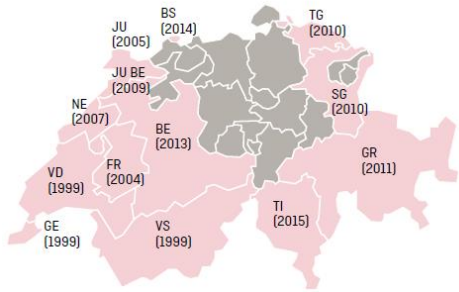 BS
(2014)
TG
(2010)
JU
(2005)
JU BE
(2009)
SG
(2010)
NE
(2007)
BE
(2013)
GR
(2011)
FR
(2004)
VD
(1999)
TI
(2015)
GE
(1999)
VS
(1999)